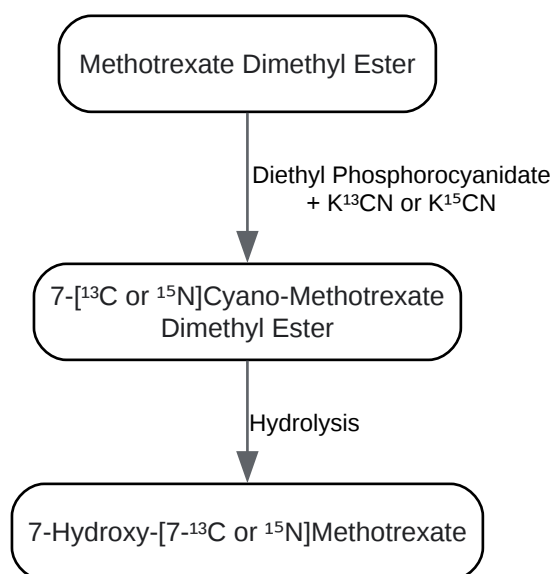 Methotrexate Dimethyl Ester
Diethyl Phosphorocyanidate
+ K¹³CN or K¹⁵CN
7-[¹³C or ¹⁵N]Cyano-Methotrexate
Dimethyl Ester
Hydrolysis
7-Hydroxy-[7-¹³C or ¹⁵N]Methotrexate